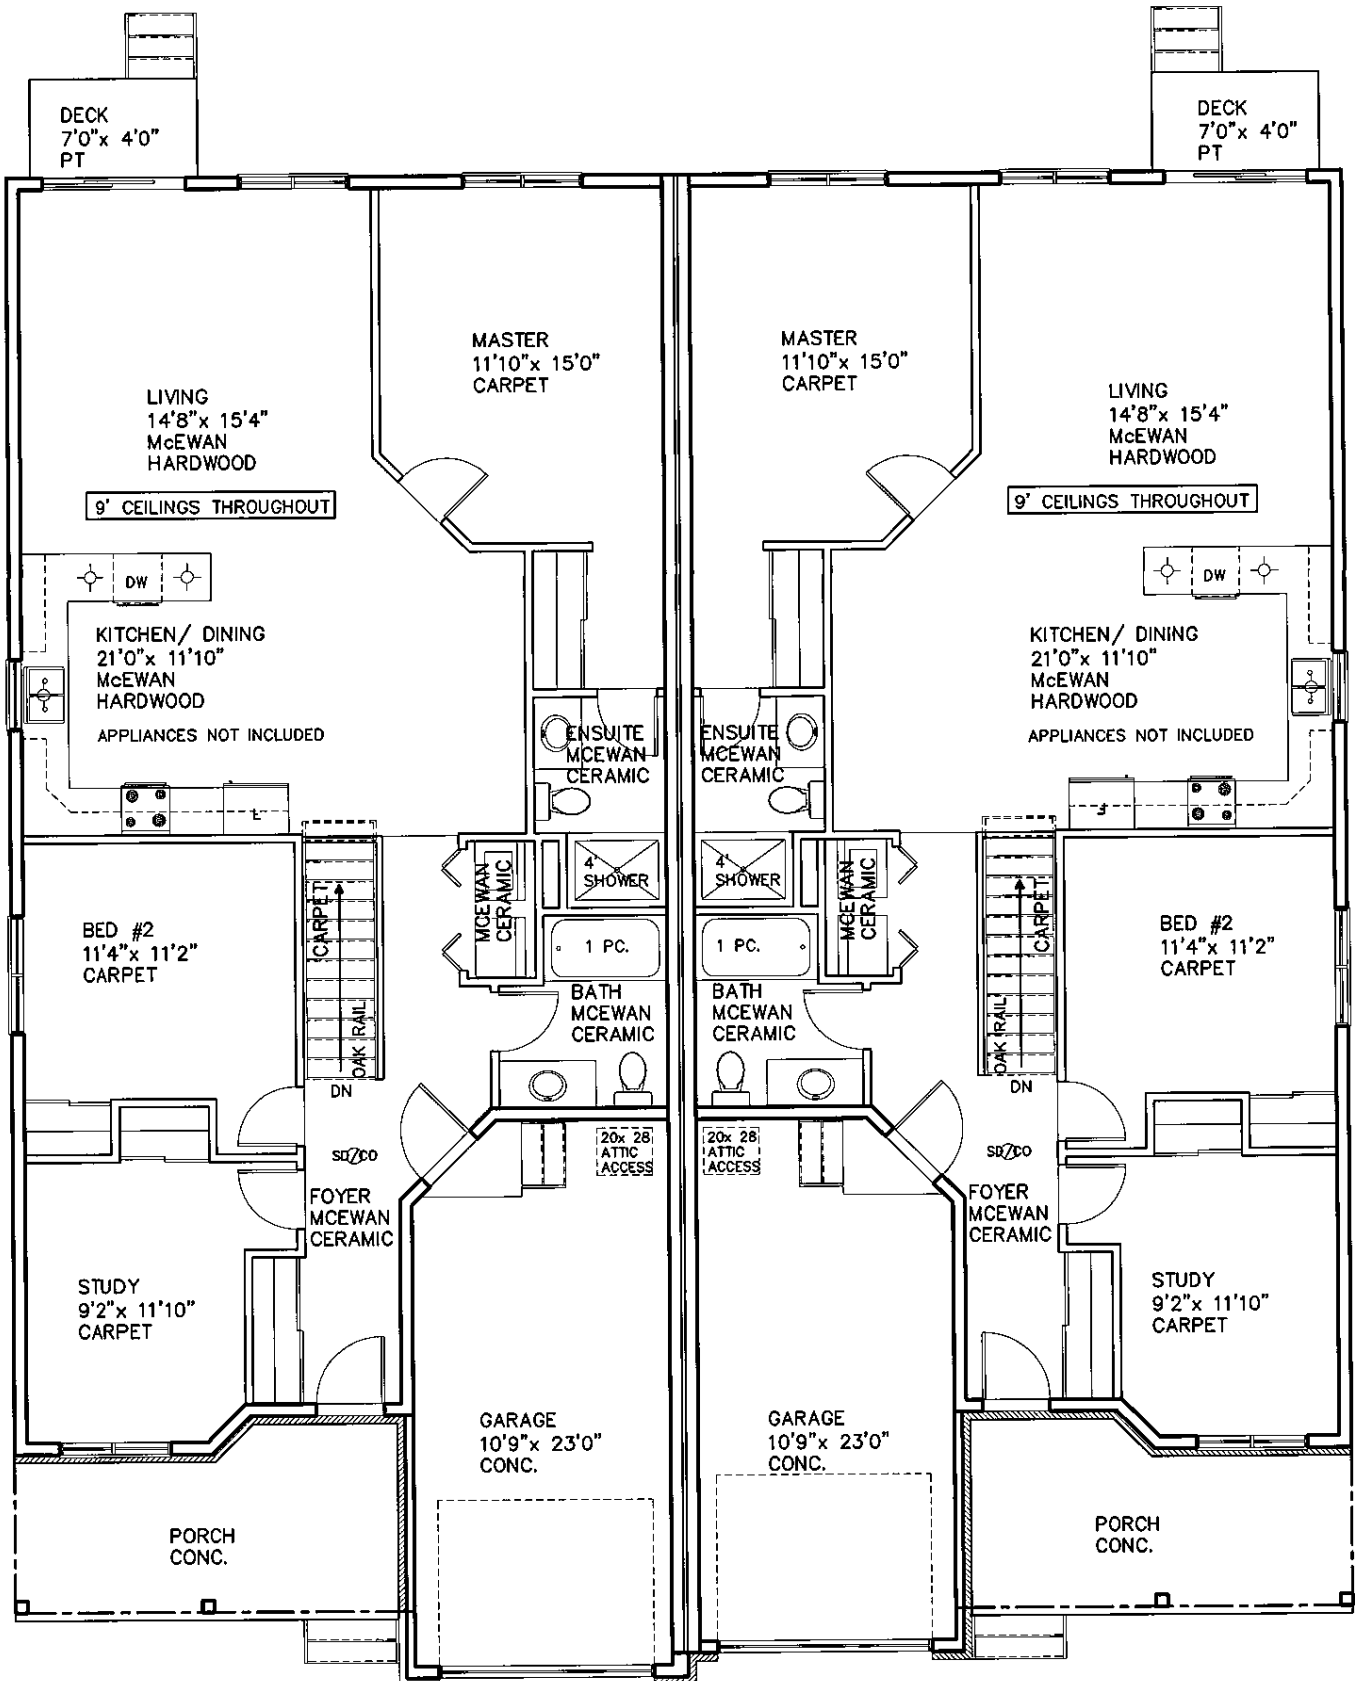 DECK
7'0"x 4'0"
PT
DECK
7'0"x 4'0"
PT
MASTER
11'10"x 15'0"
CARPET
MASTER
11'10"x 15'0"
CARPET
LIVING
14'8"x 15'4"
McEWAN
HARDWOOD
LIVING
14'8"x 15'4"
McEWAN
HARDWOOD
9' CEILINGS THROUGHOUT
9' CEILINGS THROUGHOUT
DW
DW
KITCHEN/ DINING
21'0"x 11'10"
McEWAN
HARDWOOD
APPLIANCES NOT INCLUDED
KITCHEN/ DINING
21'0"x 11'10"
McEWAN
HARDWOOD
APPLIANCES NOT INCLUDED
ENSUITE
MCEWAN
CERAMIC
ENSUITE
MCEWAN
CERAMIC
4'
SHOWER
4'
SHOWER
MCEWAN
CERAMIC
MCEWAN
CERAMIC
CARPET
CARPET
BED #2
11'4"x 11'2"
CARPET
BED #2
11'4"x 11'2"
CARPET
1 PC.
1 PC.
BATH
MCEWAN
CERAMIC
BATH
MCEWAN
CERAMIC
OAK RAIL
OAK RAIL
DN
DN
20x 28
ATTIC
ACCESS
20x 28
ATTIC
ACCESS
SD/CO
SD/CO
FOYER
MCEWAN
CERAMIC
FOYER
MCEWAN
CERAMIC
STUDY
9'2"x 11'10"
CARPET
STUDY
9'2"x 11'10"
CARPET
GARAGE
10'9"x 23'0"
CONC.
GARAGE
10'9"x 23'0"
CONC.
PORCH
CONC.
PORCH
CONC.